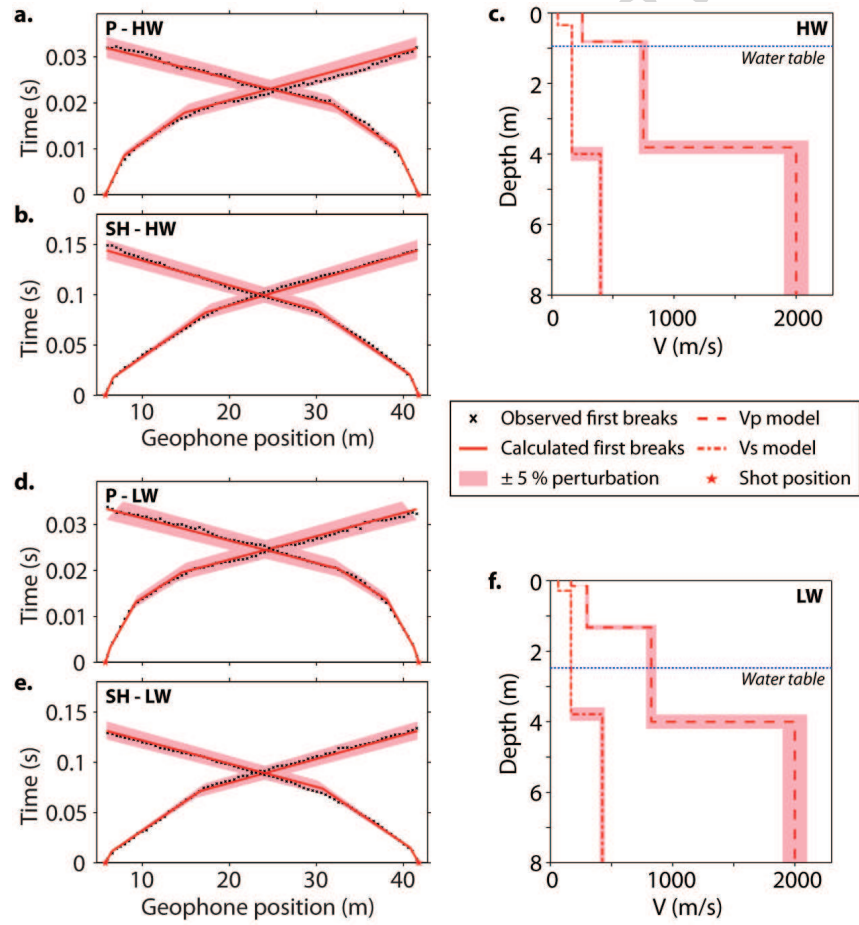 a.
P - HW
0.03
0.02
0.01
0
Time (s)
b.
SH - HW
0.15
0.1
0.05
0
Time (s)
10 20 30 40
Geophone position (m)
c.
HW
Water table
0
2
4
6
8
Depth (m)
0 1000 2000
V (m/s)
x Observed first breaks
Calculated first breaks
± 5 % perturbation
Vp model
Vs model
Shot position
d.
P - LW
0.03
0.02
0.01
0
Time (s)
e.
SH - LW
0.15
0.1
0.05
0
Time (s)
10 20 30 40
Geophone position (m)
f.
LW
Water table
0
2
4
6
8
Depth (m)
0 1000 2000
V (m/s)